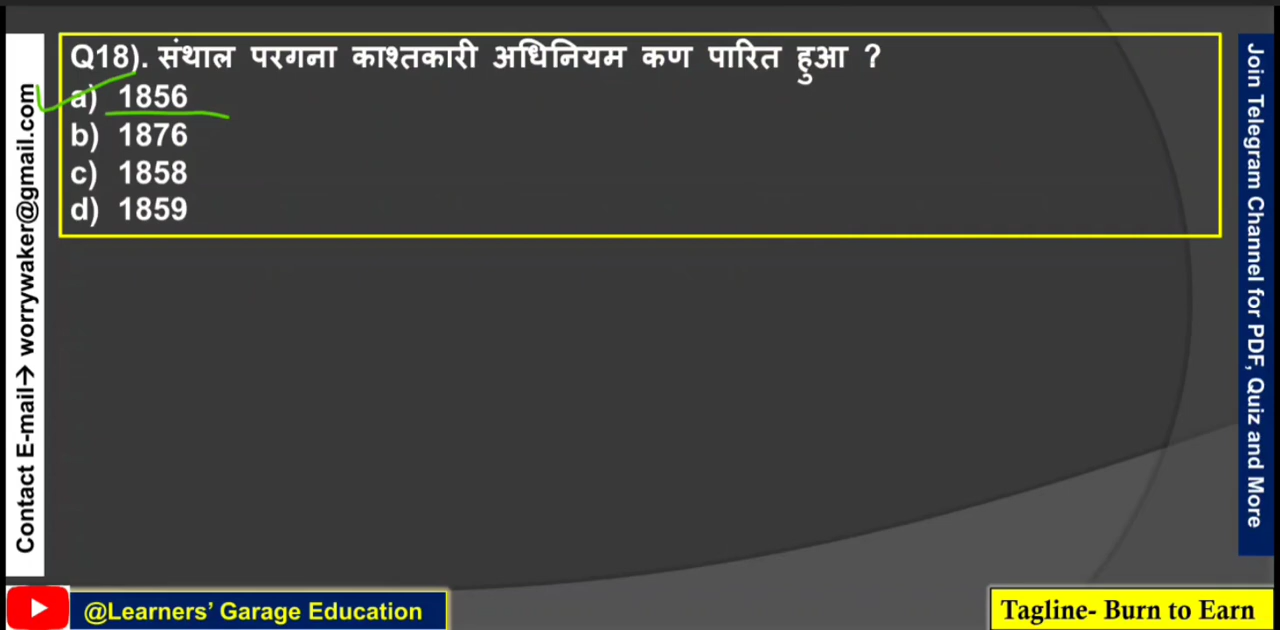 Q18). संथाल परगना काश्तकारी अधिनियम कण पारित हुआ ?
a) 1856
b) 1876
c) 1858
d) 1859
Contact E-mail→ worrywaker@gmail.com
Join Telegram Channel for PDF, Quiz and More
@Learners’ Garage Education
Tagline- Burn to Earn